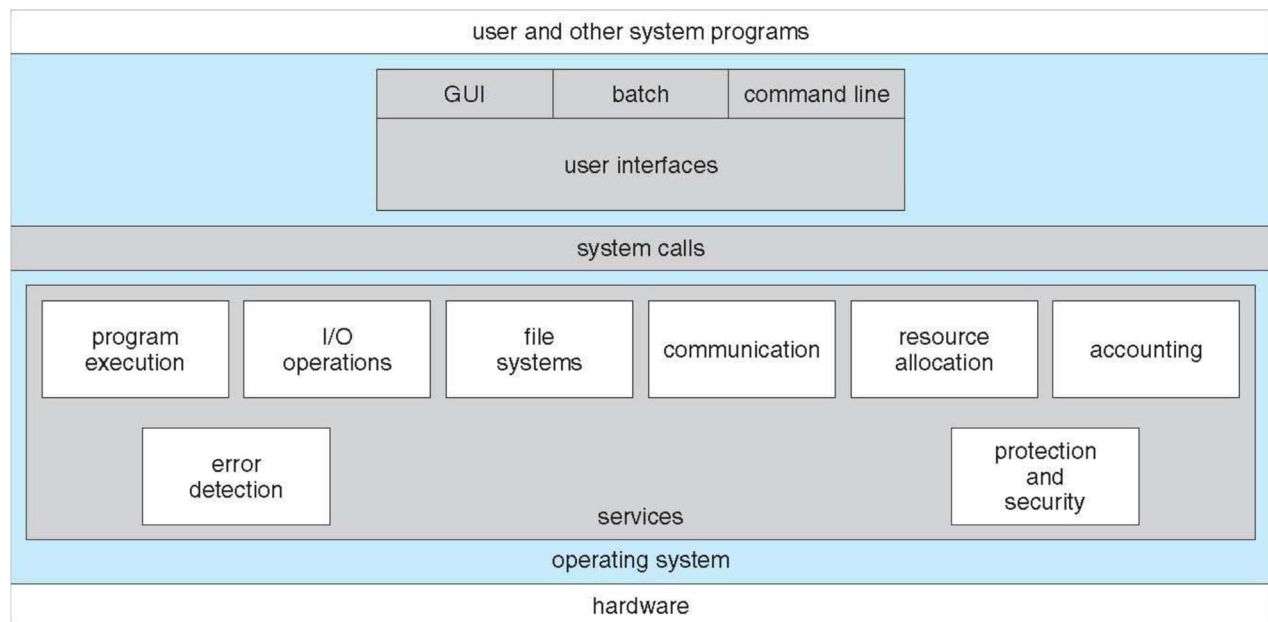 user and other system programs
GUI
batch
command line
user interfaces
system calls
program
execution
I/O
operations
file
systems
communication
resource
allocation
accounting
error
detection
protection
and
security
services
operating system
hardware